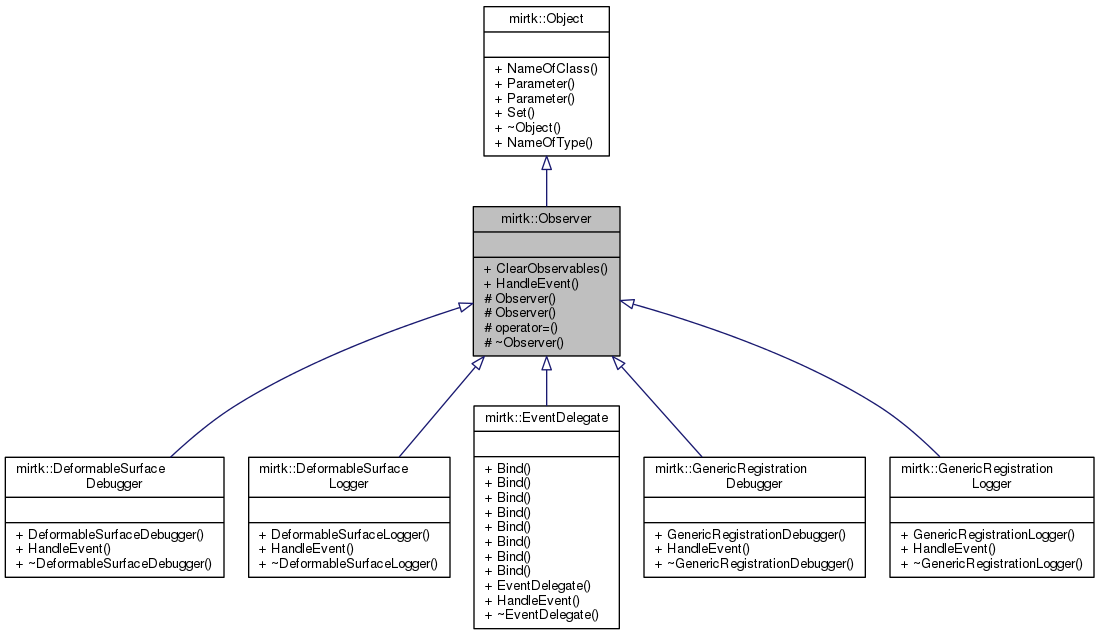 mirtk::Object
+ NameOfClass()
+ Parameter()
+ Parameter()
+ Set()
+ ~Object()
+ NameOfType()
mirtk::Observer
+ ClearObservables()
+ HandleEvent()
# Observer()
# Observer()
# operator=()
# ~Observer()
mirtk::DeformableSurface
Debugger
+ DeformableSurfaceDebugger()
+ HandleEvent()
+ ~DeformableSurfaceDebugger()
mirtk::DeformableSurface
Logger
+ DeformableSurfaceLogger()
+ HandleEvent()
+ ~DeformableSurfaceLogger()
mirtk::EventDelegate
+ Bind()
+ Bind()
+ Bind()
+ Bind()
+ Bind()
+ Bind()
+ Bind()
+ Bind()
+ EventDelegate()
+ HandleEvent()
+ ~EventDelegate()
mirtk::GenericRegistration
Debugger
+ GenericRegistrationDebugger()
+ HandleEvent()
+ ~GenericRegistrationDebugger()
mirtk::GenericRegistration
Logger
+ GenericRegistrationLogger()
+ HandleEvent()
+ ~GenericRegistrationLogger()